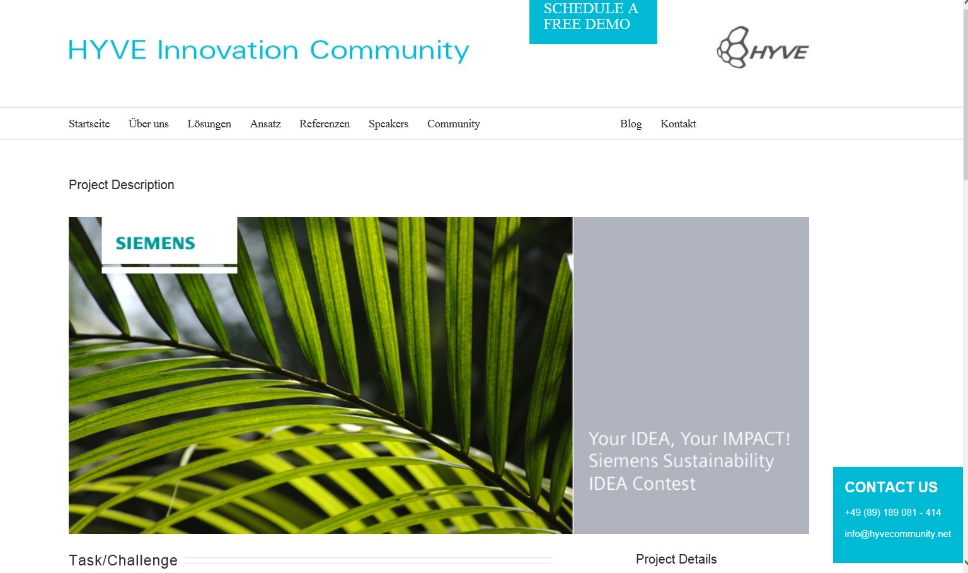 SCHEDULE A
FREE DEMO
HYVE Innovation Community
HYVE
Startseite Über uns Lösungen Ansatz Referenzen Speakers Community Blog Kontakt
Project Description
SIEMENS
Your IDEA, Your IMPACT!
Siemens Sustainability
IDEA Contest
CONTACT US
+49 (89) 189 081 - 414
info@hyvecommunity.net
Task/Challenge
Project Details